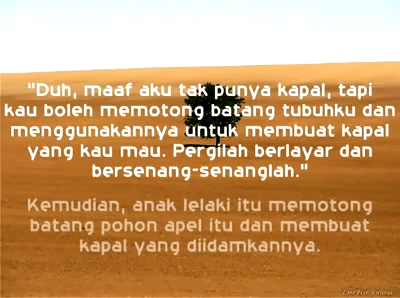 "Duh, maaf aku tak punya kapal, tapi
kau boleh memotong batang tubuhku dan
menggunakannya untuk membuat kapal
yang kau mau. Pergilah berlayar dan
bersenang-senanglah."
Kemudian, anak lelaki itu memotong
batang pohon apel itu dan membuat
kapal yang diidamkannya.